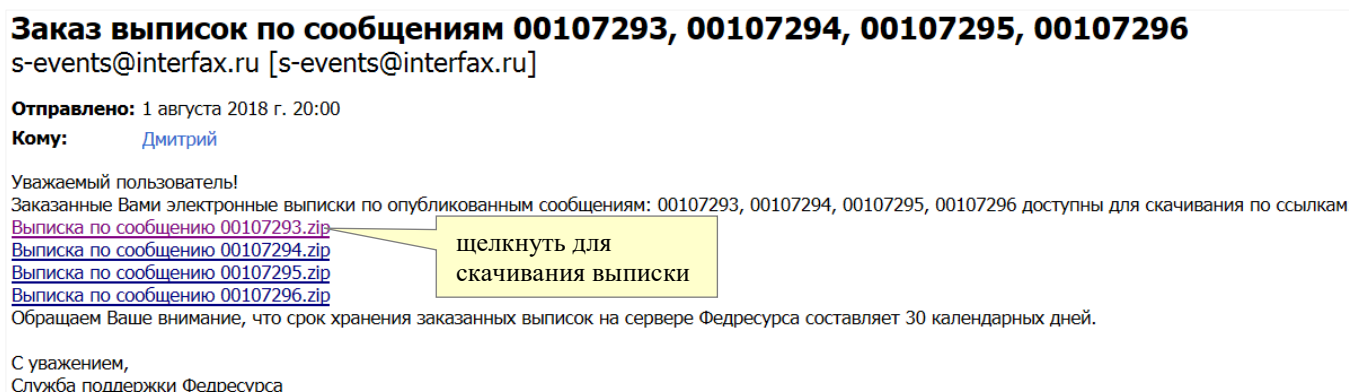 Заказ выписок по сообщениям 00107293, 00107294, 00107295, 00107296
s-events@interfax.ru [s-events@interfax.ru]
Отправлено: 1 августа 2018 г. 20:00
Кому: Дмитрий
Уважаемый пользователь!
Заказанные Вами электронные выписки по опубликованным сообщениям: 00107293, 00107294, 00107295, 00107296 доступны для скачивания по ссылкам
Выписка по сообщению 00107293.zip
Выписка по сообщению 00107294.zip
Выписка по сообщению 00107295.zip
Выписка по сообщению 00107296.zip
щелкнуть для
скачивания выписки
Обращаем Ваше внимание, что срок хранения заказанных выписок на сервере Федресурса составляет 30 календарных дней.
С уважением,
Служба поддержки Федресурса